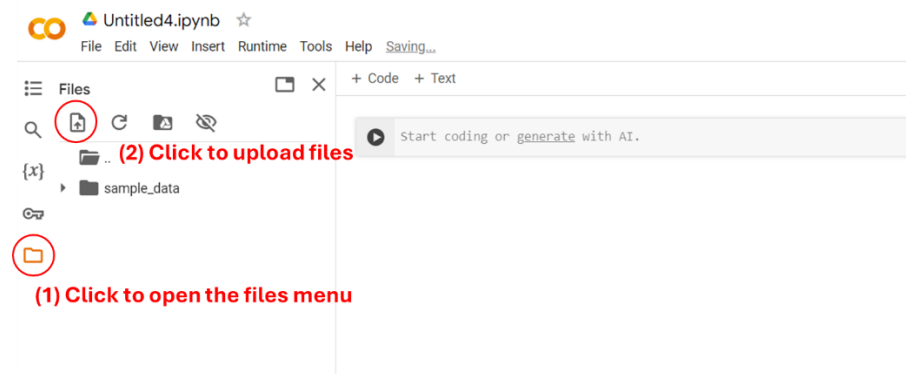 CO
Untitled4.ipynb
File Edit View Insert Runtime Tools Help Saving...
Files
+ Code + Text
Start coding or generate with AI.
(2) Click to upload files
..
{x}
sample_data
(1) Click to open the files menu